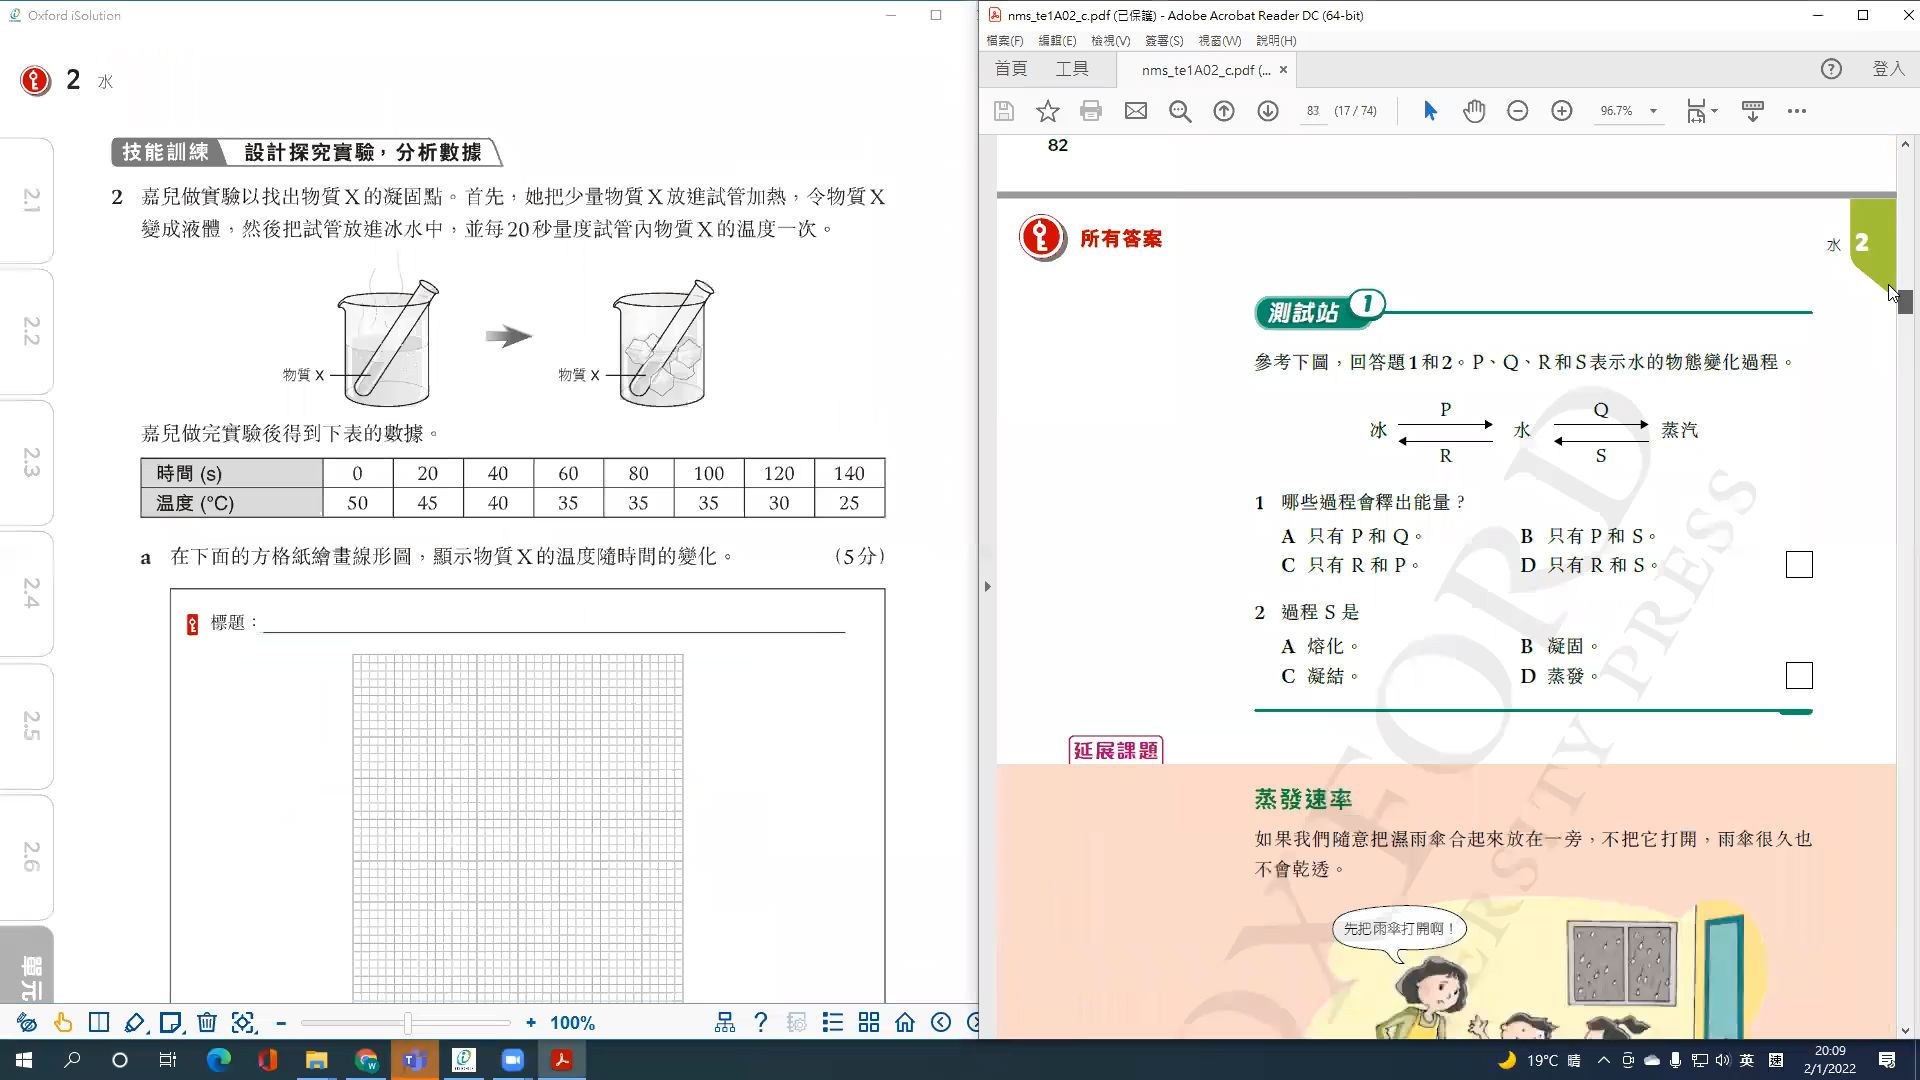 Oxford iSolution
2 水
2.1
2.2
2.3
2.4
2.5
2.6
單元
技能訓練 設計探究實驗，分析數據
2 嘉兒做實驗以找出物質X的凝固點。首先，她把少量物質X放進試管加熱，令物質X
變成液體，然後把試管放進冰水中，並每20秒量度試管內物質X的温度一次。
物質 X 物質 X
嘉兒做完實驗後得到下表的數據。
時間 (s) 0 20 40 60 80 100 120 140
温度 (°C) 50 45 40 35 35 35 30 25
a 在下面的方格紙繪畫線形圖，顯示物質X的温度隨時間的變化。 (5分)
標題：
100%
nms_te1A02_c.pdf (已保護) - Adobe Acrobat Reader DC (64-bit)
檔案(F) 編輯(E) 檢視(V) 簽署(S) 視窗(W) 說明(H)
首頁 工具 nms_te1A02_c.pdf (... × 登入
83 (17 / 74) 96.7%
82
所有答案
水 2
測試站 1
參考下圖，回答題1和2。P、Q、R和S表示水的物態變化過程。
P Q
冰 水 蒸汽
R S
1 哪些過程會釋出能量？
A 只有 P 和 Q。 B 只有 P 和 S。
C 只有 R 和 P。 D 只有 R 和 S。
2 過程 S 是
A 熔化。 B 凝固。
C 凝結。 D 蒸發。
延展課題
蒸發速率
如果我們隨意把濕雨傘合起來放在一旁，不把它打開，雨傘很久也
不會乾透。
先把雨傘打開啊！
OXFORD
UNIVERSITY PRESS
19°C 晴 英 20:09
2/1/2022